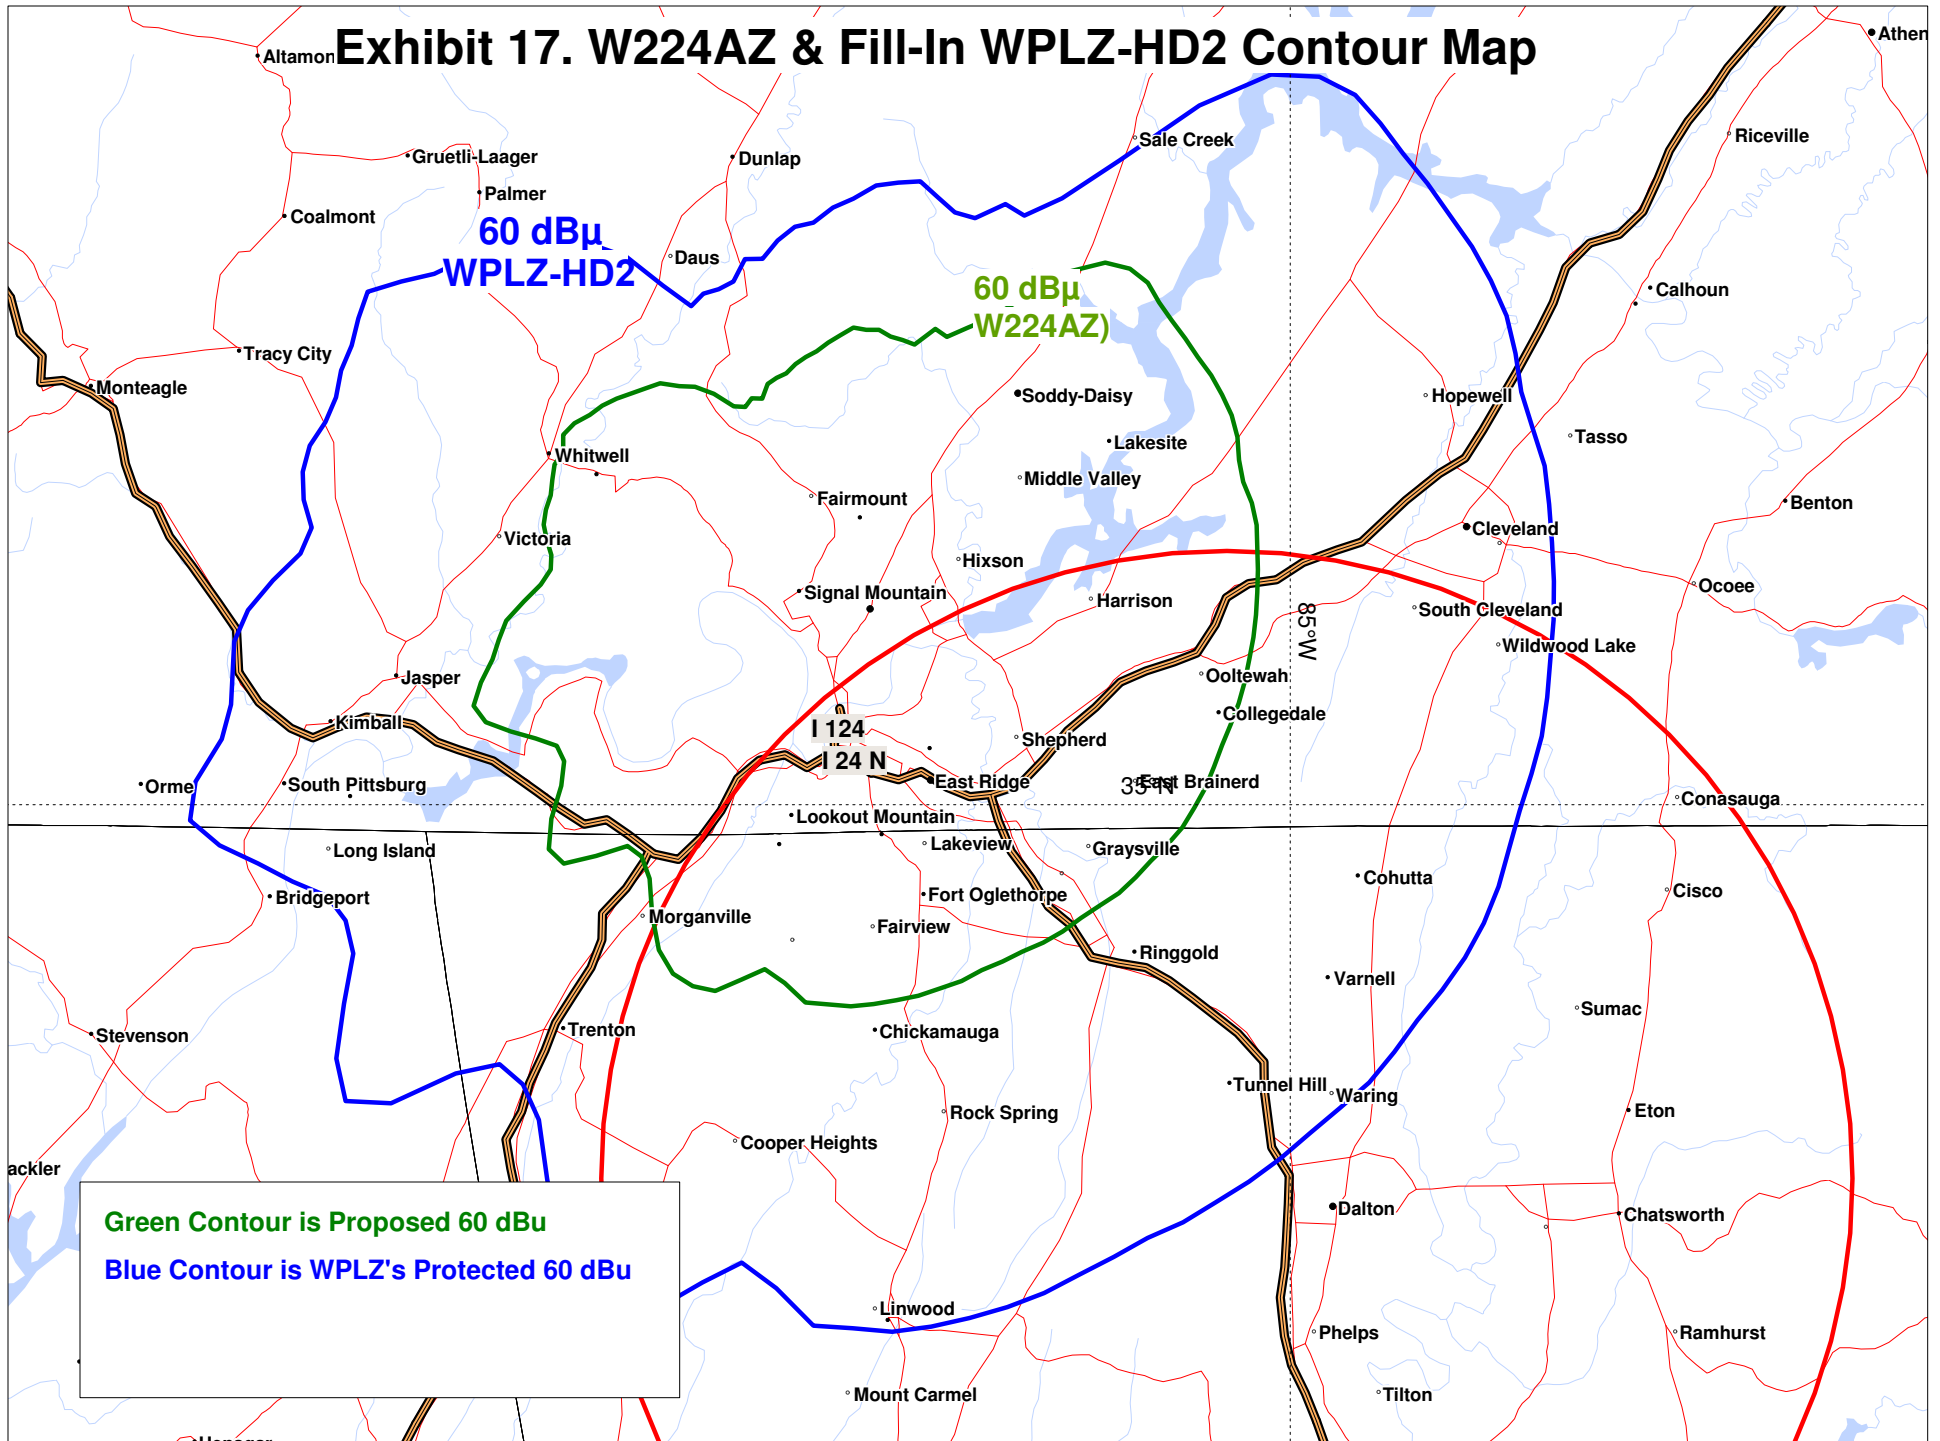 Exhibit 17. W224AZ & Fill-In WPLZ-HD2 Contour Map
Altamon
Athen
Riceville
Sale Creek
Gruetli-Laager
Dunlap
Palmer
Coalmont
60 dBµ
WPLZ-HD2
Daus
60 dBµ
W224AZ)
Calhoun
Tracy City
Monteagle
Soddy-Daisy
Hopewell
Tasso
Lakesite
Whitwell
Middle Valley
Fairmount
Benton
Cleveland
Victoria
Hixson
Ocoee
Signal Mountain
Harrison
South Cleveland
85°W
Wildwood Lake
Jasper
Ooltewah
Collegedale
Kimball
I 124
Shepherd
I 24 N
East Ridge
35°N
East Brainerd
Orme
South Pittsburg
Conasauga
Lookout Mountain
Long Island
Lakeview
Graysville
Cohutta
Cisco
Bridgeport
Fort Oglethorpe
Morganville
Fairview
Ringgold
Varnell
Sumac
Stevenson
Trenton
Chickamauga
Tunnel Hill
Waring
Rock Spring
Eton
Cooper Heights
ackler
Dalton
Chatsworth
Green Contour is Proposed 60 dBu
Blue Contour is WPLZ's Protected 60 dBu
Linwood
Phelps
Ramhurst
Mount Carmel
Tilton